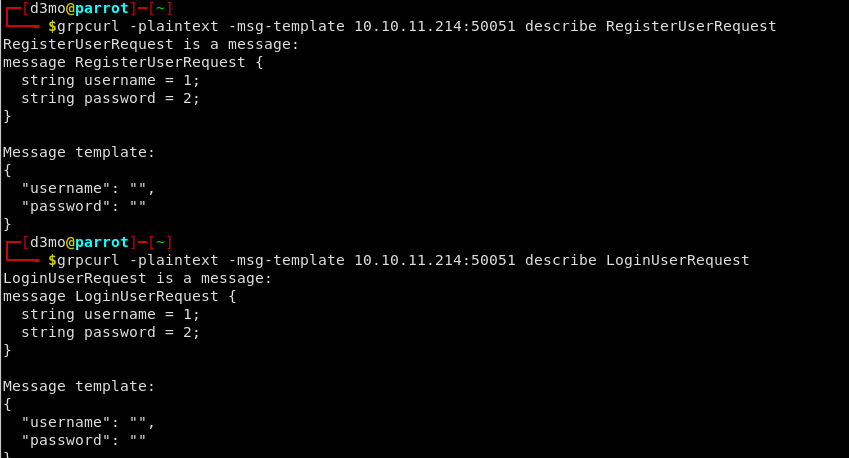 ┌─[d3mo@parrot]─[~]
└──╼ $grpcurl -plaintext -msg-template 10.10.11.214:50051 describe RegisterUserRequest
RegisterUserRequest is a message:
message RegisterUserRequest {
  string username = 1;
  string password = 2;
}

Message template:
{
  "username": "",
  "password": ""
}
┌─[d3mo@parrot]─[~]
└──╼ $grpcurl -plaintext -msg-template 10.10.11.214:50051 describe LoginUserRequest
LoginUserRequest is a message:
message LoginUserRequest {
  string username = 1;
  string password = 2;
}

Message template:
{
  "username": "",
  "password": ""
}